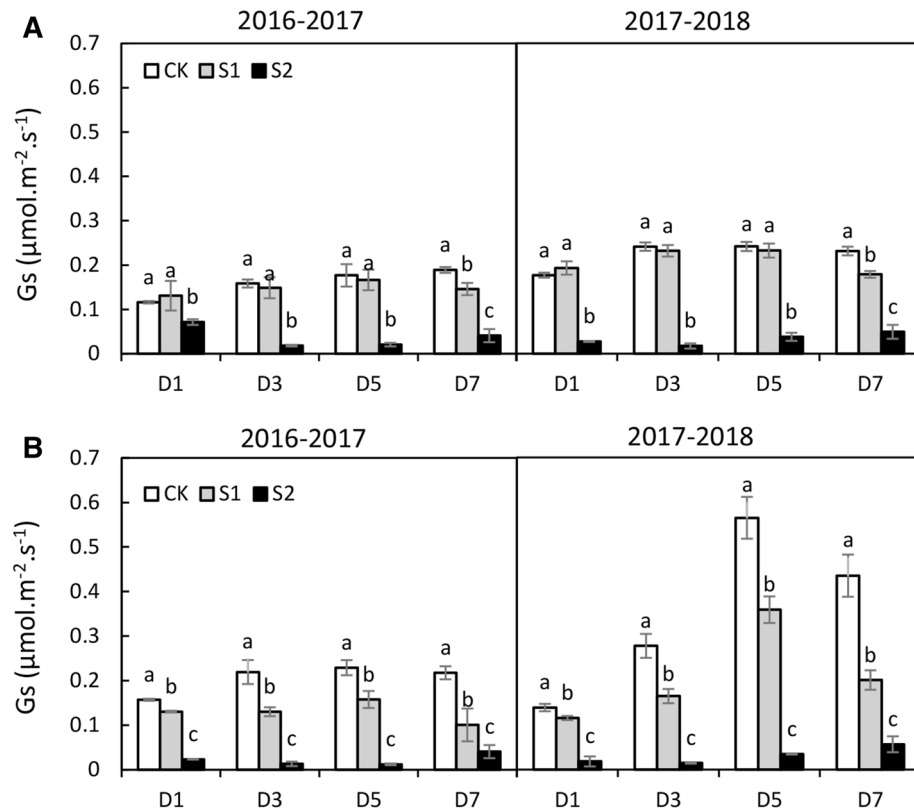 A
2016-2017
2017-2018
Gs (μmol.m⁻².s⁻¹)
0.7
0.6
0.5
0.4
0.3
0.2
0.1
0
CK S1 S2
a a b
a a b
a a b
a b c
a a b
a a b
a a b
a b c
D1 D3 D5 D7 D1 D3 D5 D7
B
2016-2017
2017-2018
Gs (μmol.m⁻².s⁻¹)
0.7
0.6
0.5
0.4
0.3
0.2
0.1
0
CK S1 S2
a b c
a b c
a b c
a b c
a b c
a b c
a b c
a b c
D1 D3 D5 D7 D1 D3 D5 D7